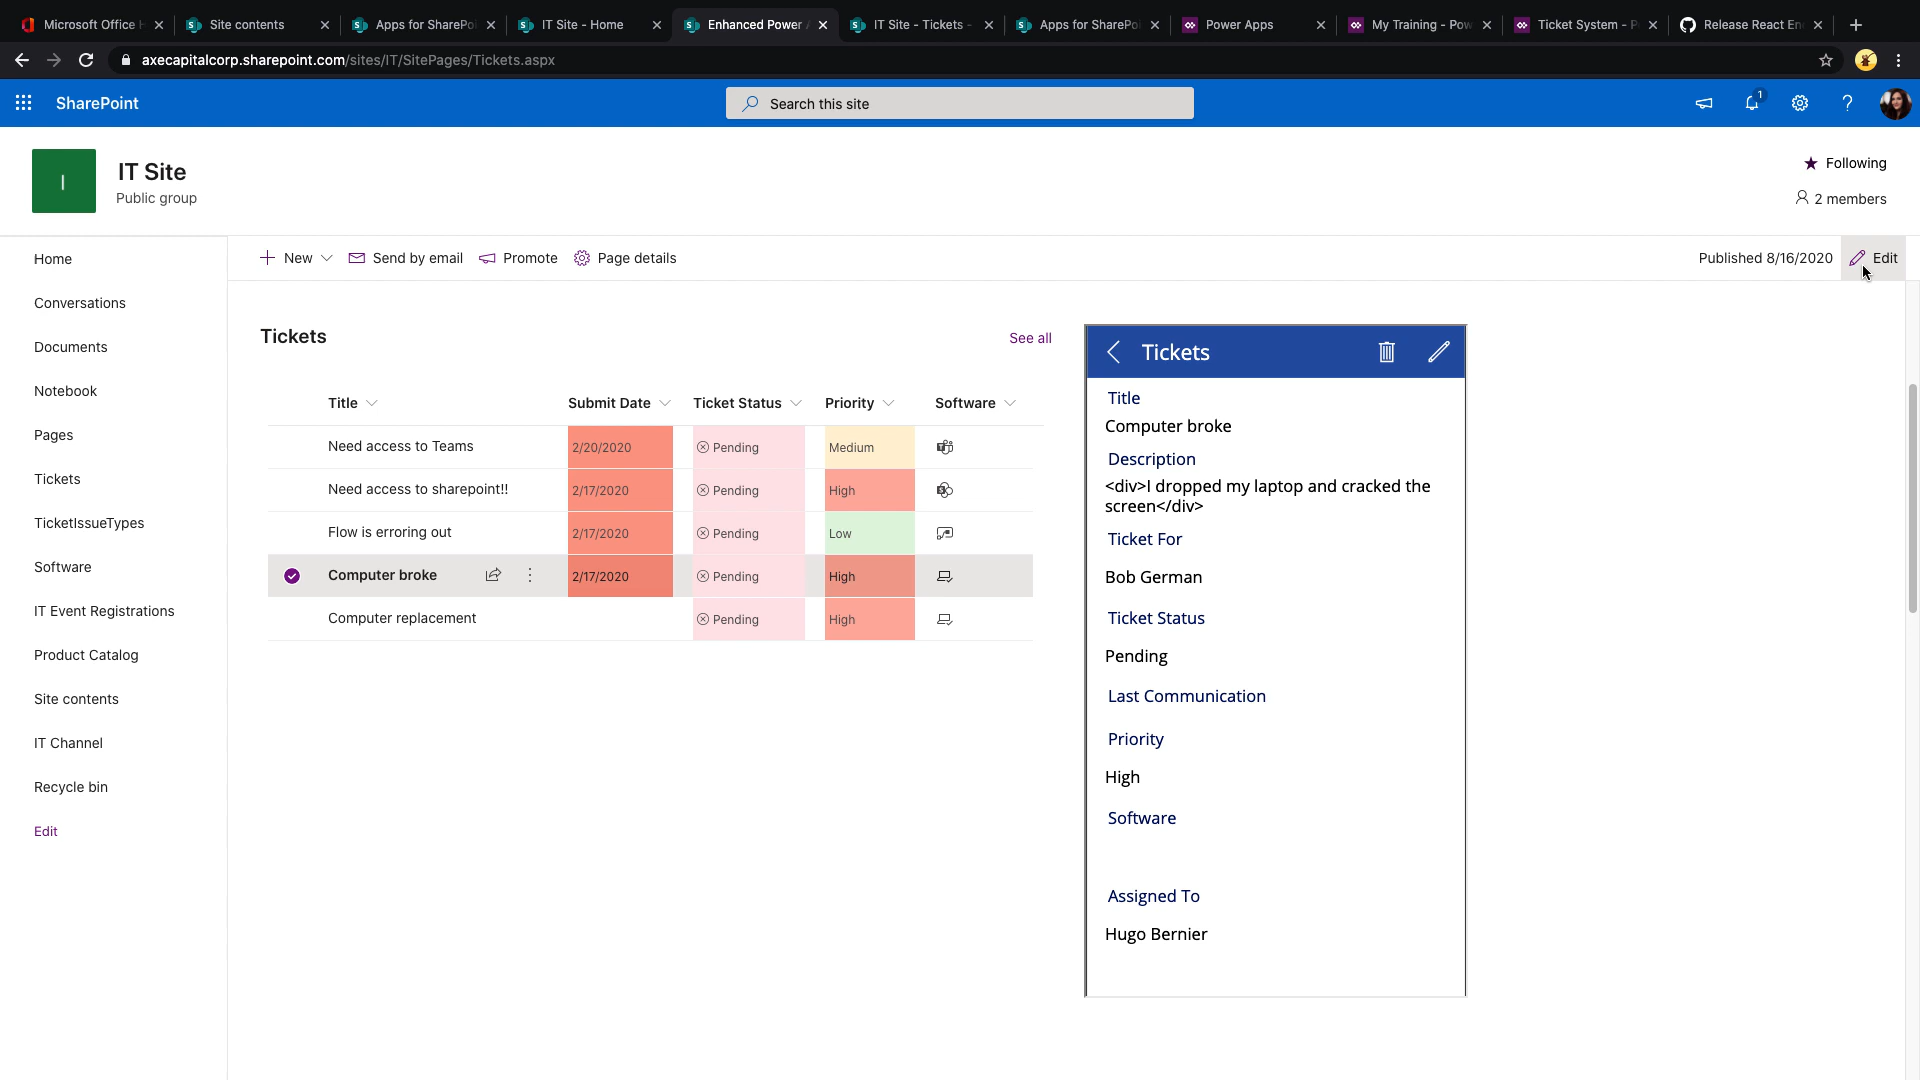 Microsoft Office
Site contents
Apps for SharePoi
IT Site - Home
Enhanced Power
IT Site - Tickets -
Apps for SharePoi
Power Apps
My Training - Pow
Ticket System - P
Release React En
axecapitalcorp.sharepoint.com/sites/IT/SitePages/Tickets.aspx
SharePoint
Search this site
1
I
IT Site
Public group
Following
2 members
Home
Conversations
Documents
Notebook
Pages
Tickets
TicketIssueTypes
Software
IT Event Registrations
Product Catalog
Site contents
IT Channel
Recycle bin
Edit
New
Send by email
Promote
Page details
Published 8/16/2020
Edit
Tickets
See all
Title Submit Date Ticket Status Priority Software
Need access to Teams 2/20/2020 Pending Medium
Need access to sharepoint!! 2/17/2020 Pending High
Flow is erroring out 2/17/2020 Pending Low
Computer broke 2/17/2020 Pending High
Computer replacement Pending High
Tickets
Title
Computer broke
Description
<div>I dropped my laptop and cracked the
screen</div>
Ticket For
Bob German
Ticket Status
Pending
Last Communication
Priority
High
Software
Assigned To
Hugo Bernier